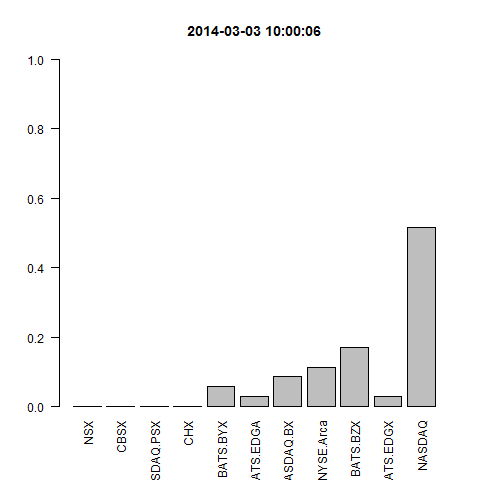 2014-03-03 10:00:06
1.0
0.8
0.6
0.4
0.2
0.0
NSX
CBSX
SDAQ.PSX
CHX
BATS.BYX
ATS.EDGA
ASDAQ.BX
NYSE.Arca
BATS.BZX
ATS.EDGX
NASDAQ